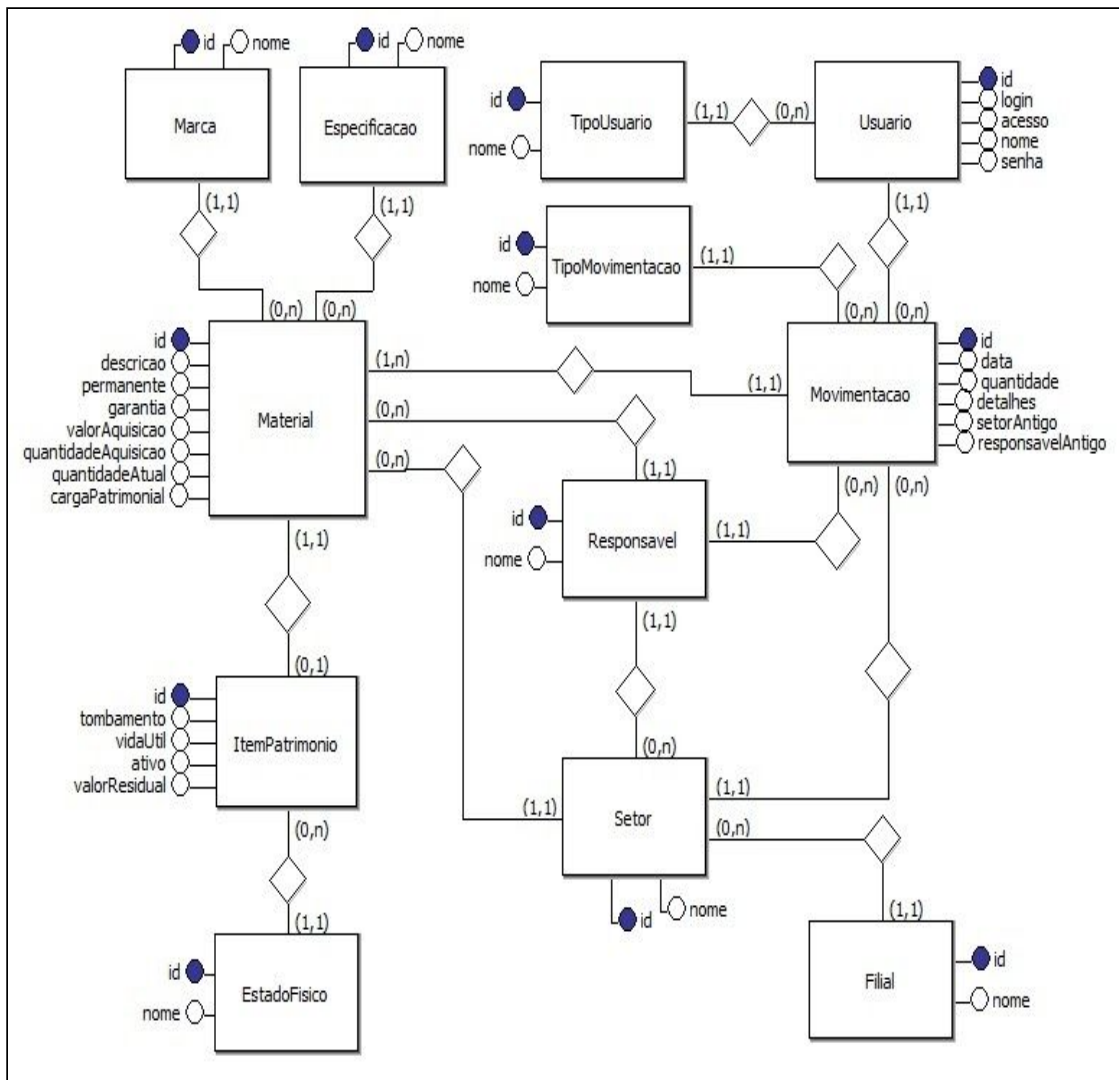 id
nome
id
nome
Marca
Especificacao
(1,1)
(1,1)
(0,n)
(0,n)
id
nome
TipoUsuario
(1,1)
(0,n)
Usuario
id
login
acesso
nome
senha
(1,1)
id
nome
TipoMovimentacao
(1,1)
(0,n)
(0,n)
id
descricao
permanente
garantia
valorAquisicao
quantidadeAquisicao
quantidadeAtual
cargaPatrimonial
Material
(1,n)
(0,n)
(0,n)
(1,1)
(1,1)
Movimentacao
id
data
quantidade
detalhes
setorAntigo
responsavelAntigo
(0,n)
(0,n)
(1,1)
id
nome
Responsavel
(1,1)
(1,1)
(0,1)
id
tombamento
vidaUtil
ativo
valorResidual
ItemPatrimonio
(0,n)
(0,n)
(1,1)
Setor
(1,1)
(0,n)
id
nome
(1,1)
id
nome
EstadoFisico
(1,1)
Filial
id
nome